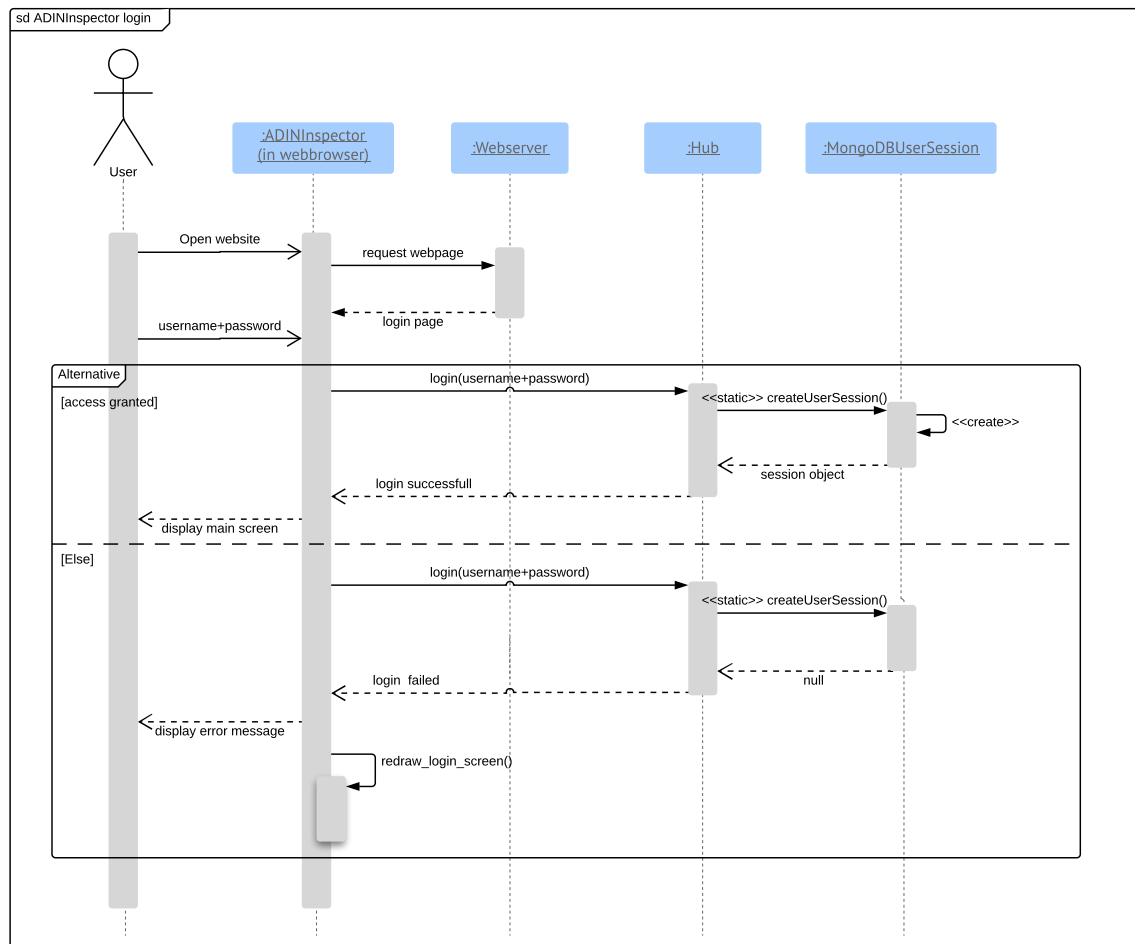 sd ADINInspector login
User
:ADINInspector
(in webbrowser)
:Webserver
:Hub
:MongoDBUserSession
Open website
request webpage
login page
username+password
Alternative
[access granted]
login(username+password)
<<static>> createUserSession()
<<create>>
session object
login successfull
display main screen
[Else]
login(username+password)
<<static>> createUserSession()
null
login  failed
display error message
redraw_login_screen()